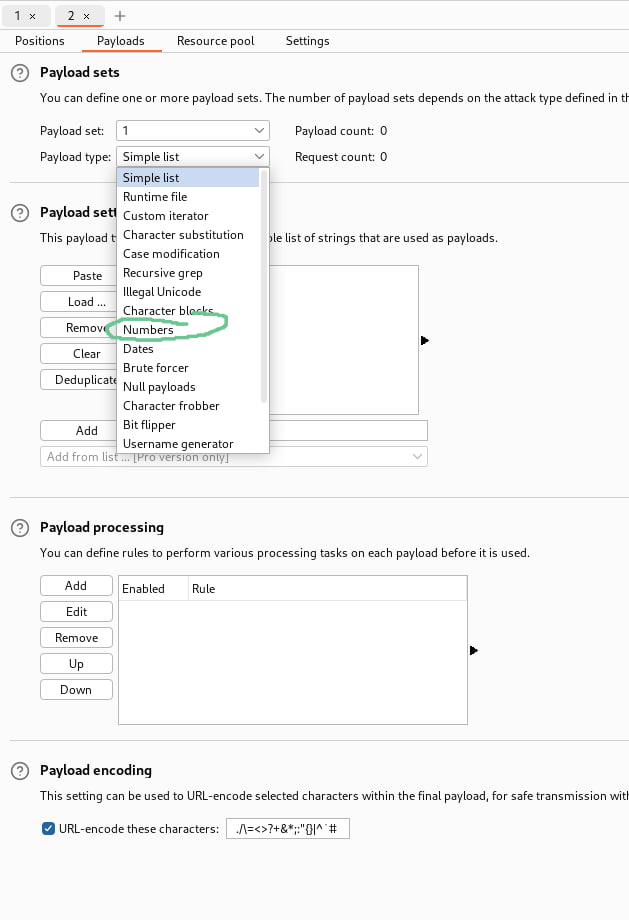 1 × 2 × +
Positions Payloads Resource pool Settings
? Payload sets
You can define one or more payload sets. The number of payload sets depends on the attack type defined in th
Payload set: 1 Payload count: 0
Payload type: Simple list Request count: 0
Simple list
Runtime file
Custom iterator
Character substitution
Case modification
Recursive grep
Illegal Unicode
Character blocks
Numbers
Dates
Brute forcer
Null payloads
Character frobber
Bit flipper
Username generator
? Payload sett
This payload t ple list of strings that are used as payloads.
Paste
Load ...
Remove
Clear
Deduplicate
Add
Add from list ... [Pro version only]
? Payload processing
You can define rules to perform various processing tasks on each payload before it is used.
Add
Edit
Remove
Up
Down
Enabled Rule
? Payload encoding
This setting can be used to URL-encode selected characters within the final payload, for safe transmission with
URL-encode these characters: ./\=<>?+&*;:"{}|^`#